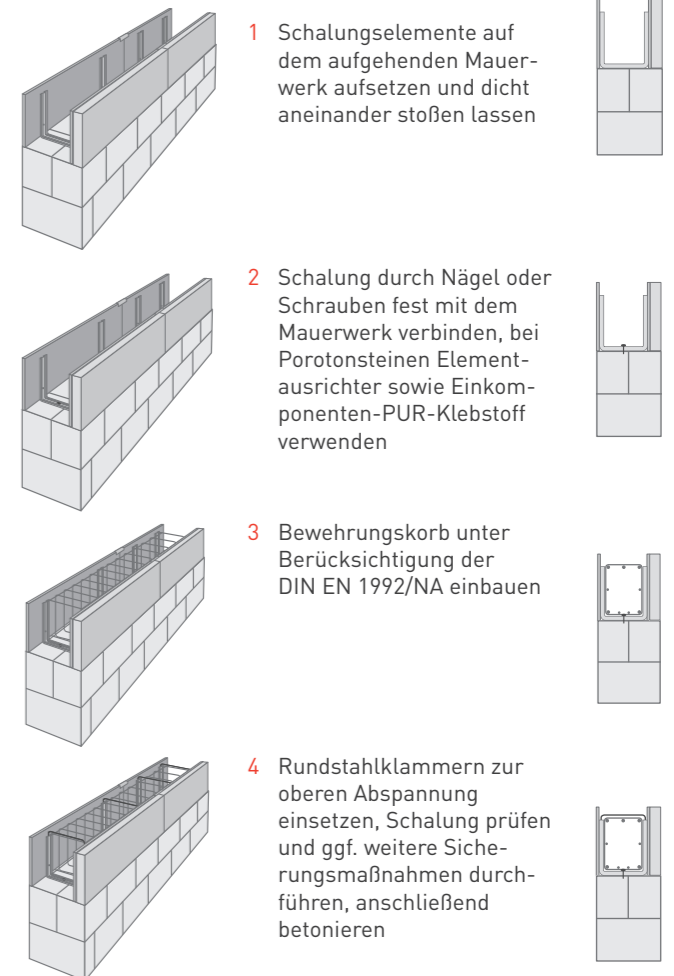 1 Schalungselemente auf
dem aufgehenden Mauer-
werk aufsetzen und dicht
aneinander stoßen lassen
2 Schalung durch Nägel oder
Schrauben fest mit dem
Mauerwerk verbinden, bei
Porotonsteinen Element-
ausrichter sowie Einkom-
ponenten-PUR-Klebstoff
verwenden
3 Bewehrungskorb unter
Berücksichtigung der
DIN EN 1992/NA einbauen
4 Rundstahlklammern zur
oberen Abspannung
einsetzen, Schalung prüfen
und ggf. weitere Siche-
rungsmaßnahmen durch-
führen, anschließend
betonieren